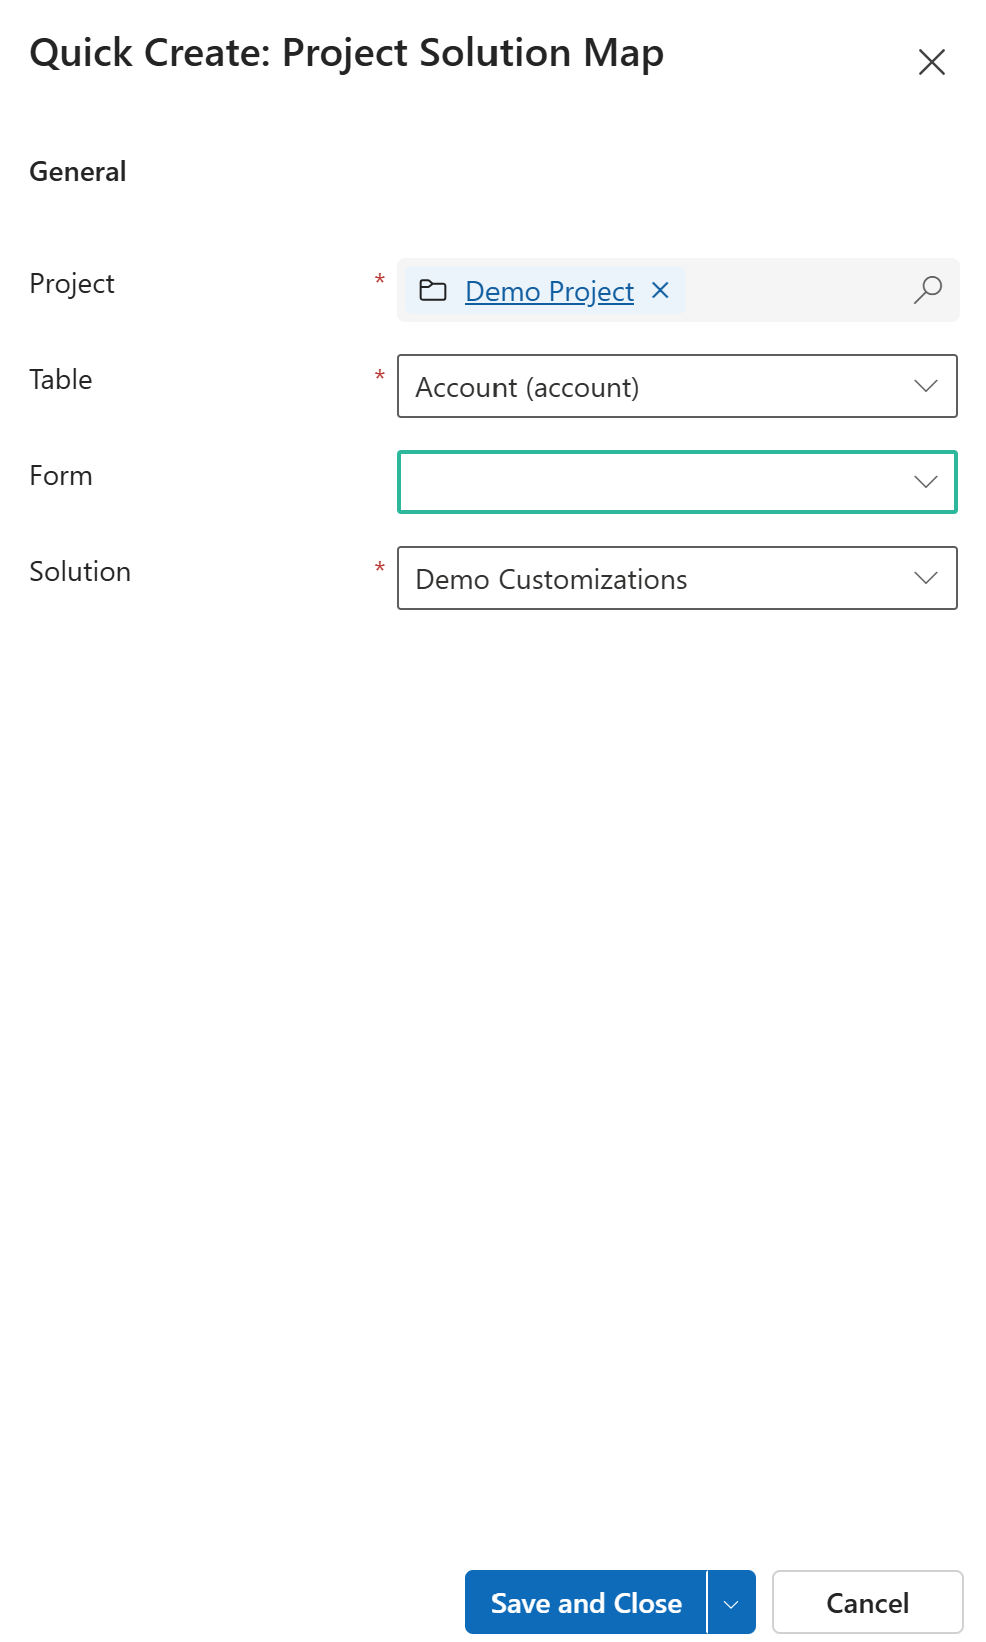 Quick Create: Project Solution Map
General
Project * Demo Project
Table * Account (account)
Form
Solution * Demo Customizations
Save and Close Cancel